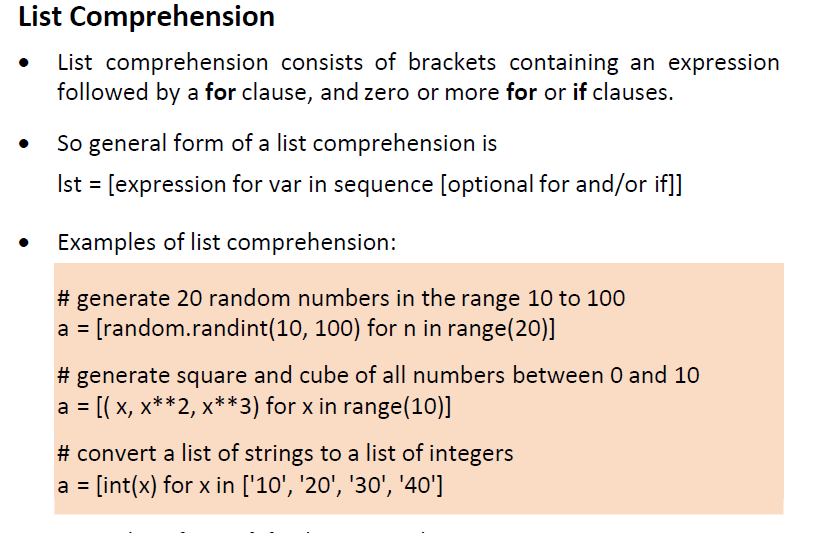 List Comprehension
• List comprehension consists of brackets containing an expression
followed by a for clause, and zero or more for or if clauses.
• So general form of a list comprehension is
lst = [expression for var in sequence [optional for and/or if]]
• Examples of list comprehension:
# generate 20 random numbers in the range 10 to 100
a = [random.randint(10, 100) for n in range(20)]
# generate square and cube of all numbers between 0 and 10
a = [( x, x**2, x**3) for x in range(10)]
# convert a list of strings to a list of integers
a = [int(x) for x in ['10', '20', '30', '40']